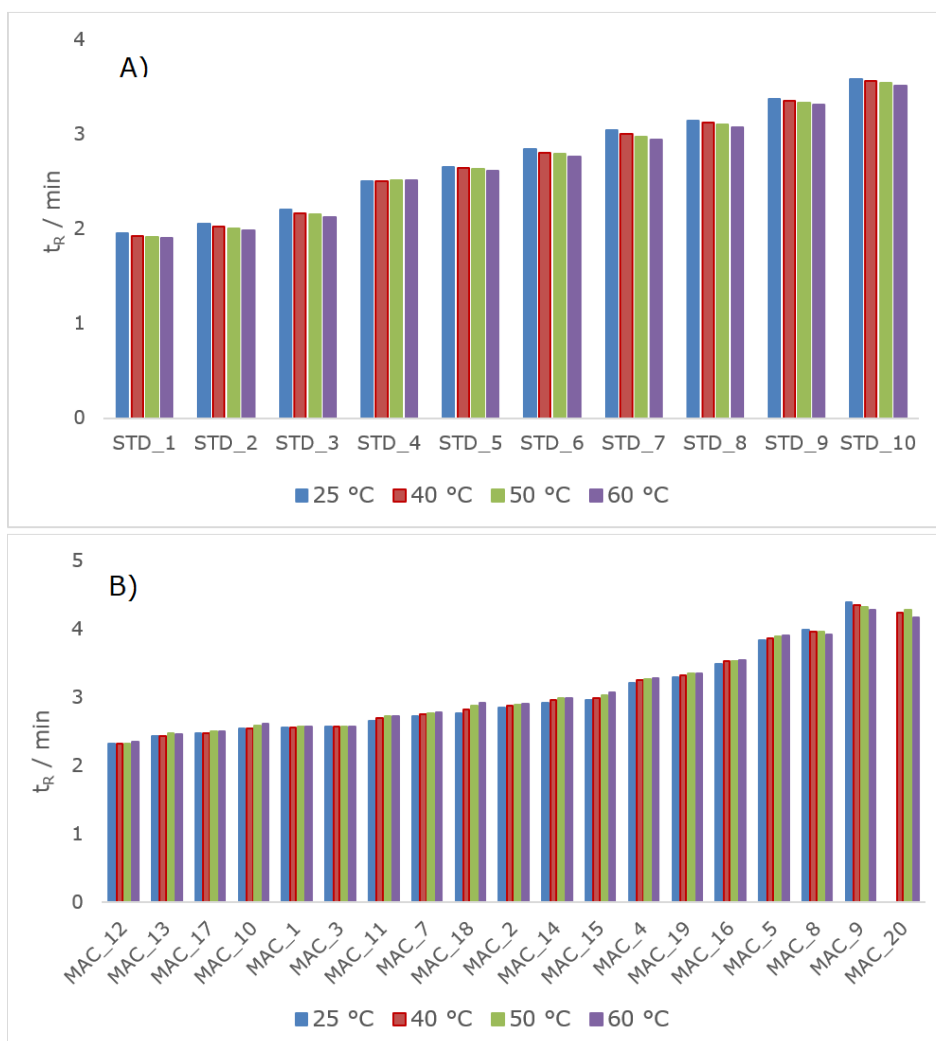 A)
4
3
2
1
0
t_R / min
STD_1 STD_2 STD_3 STD_4 STD_5 STD_6 STD_7 STD_8 STD_9 STD_10
25 °C 40 °C 50 °C 60 °C
B)
5
4
3
2
1
0
t_R / min
MAC_12 MAC_13 MAC_17 MAC_10 MAC_1 MAC_3 MAC_11 MAC_7 MAC_18 MAC_2 MAC_14 MAC_15 MAC_4 MAC_19 MAC_16 MAC_5 MAC_8 MAC_9 MAC_20
25 °C 40 °C 50 °C 60 °C